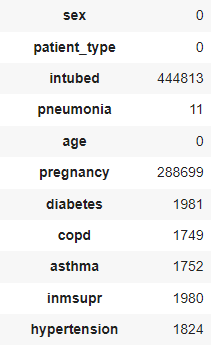 sex 0
patient_type 0
intubed 444813
pneumonia 11
age 0
pregnancy 288699
diabetes 1981
copd 1749
asthma 1752
inmsupr 1980
hypertension 1824